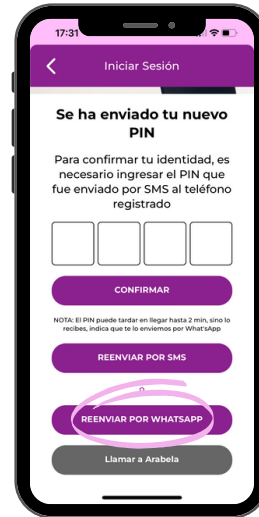 17:31
Iniciar Sesión
Se ha enviado tu nuevo
PIN
Para confirmar tu identidad, es
necesario ingresar el PIN que
fue enviado por SMS al teléfono
registrado
CONFIRMAR
NOTA: El PIN puede tardar en llegar hasta 2 min, sino lo
recibes, indica que te lo enviemos por What'sApp
REENVIAR POR SMS
o
REENVIAR POR WHATSAPP
Llamar a Arabela